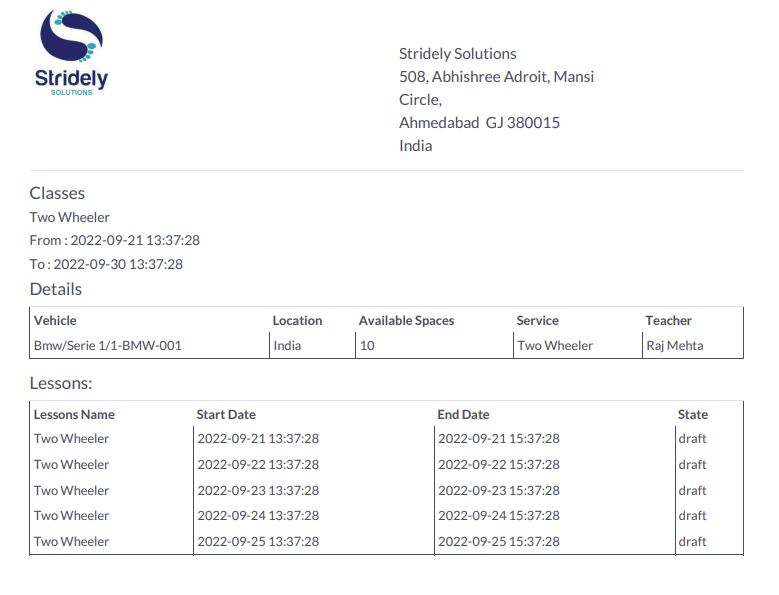 Stridely
SOLUTIONS
Stridely Solutions
508, Abhishree Adroit, Mansi
Circle,
Ahmedabad GJ 380015
India
Classes
Two Wheeler
From : 2022-09-21 13:37:28
To : 2022-09-30 13:37:28
Details
Vehicle Location Available Spaces Service Teacher
Bmw/Serie 1/1-BMW-001 India 10 Two Wheeler Raj Mehta
Lessons:
Lessons Name Start Date End Date State
Two Wheeler 2022-09-21 13:37:28 2022-09-21 15:37:28 draft
Two Wheeler 2022-09-22 13:37:28 2022-09-22 15:37:28 draft
Two Wheeler 2022-09-23 13:37:28 2022-09-23 15:37:28 draft
Two Wheeler 2022-09-24 13:37:28 2022-09-24 15:37:28 draft
Two Wheeler 2022-09-25 13:37:28 2022-09-25 15:37:28 draft